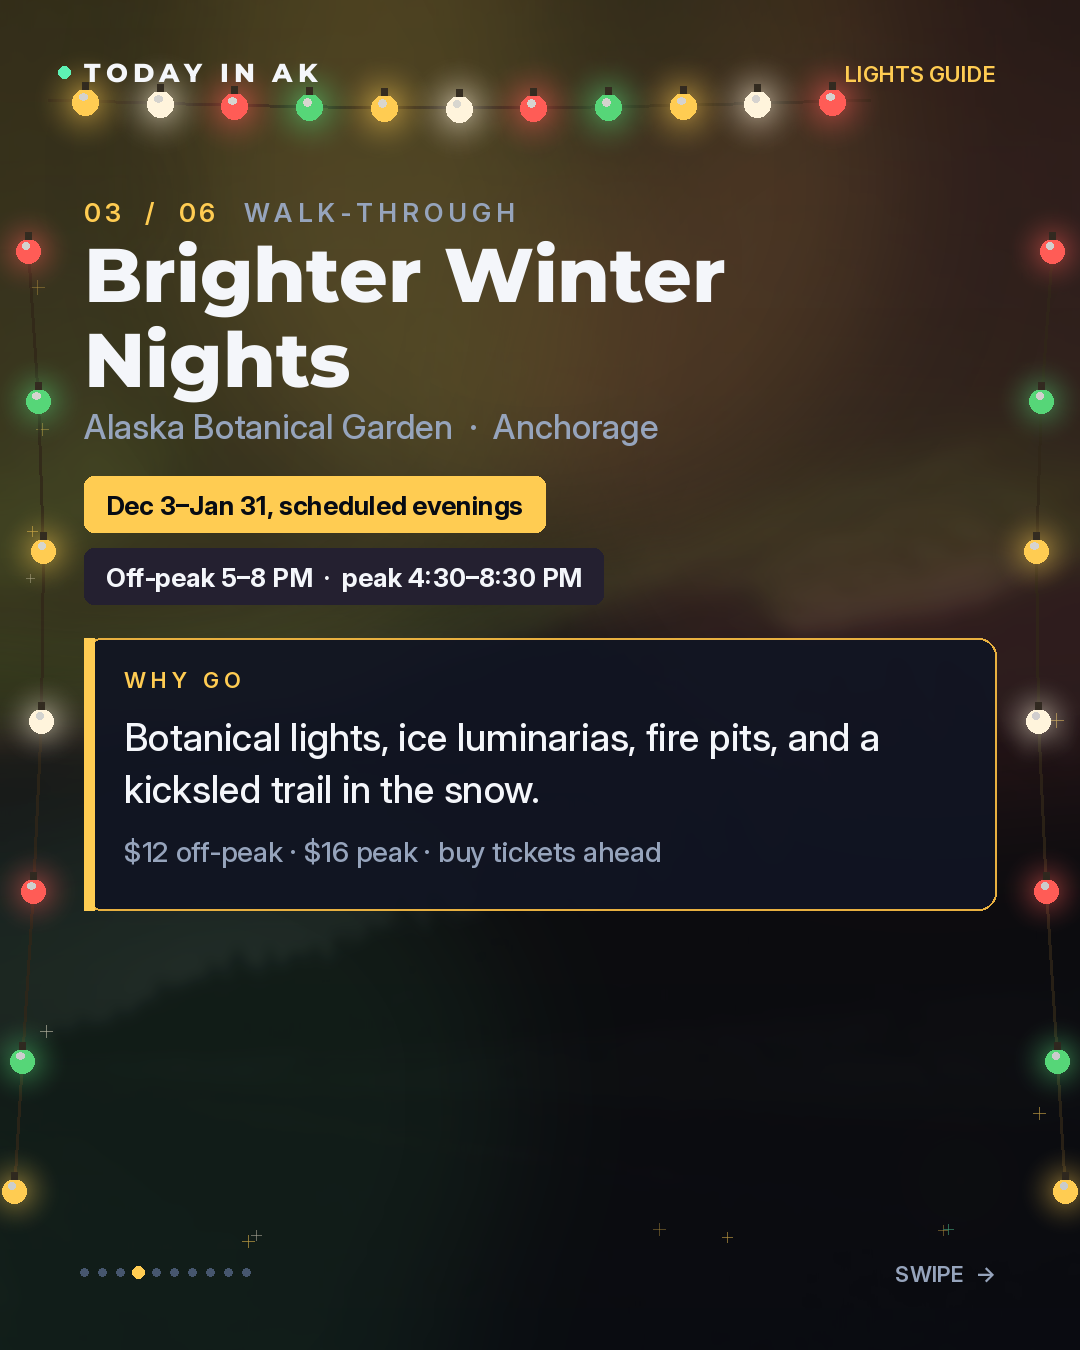 TODAY IN AK
LIGHTS GUIDE
03 / 06 WALK-THROUGH
Brighter Winter
Nights
Alaska Botanical Garden · Anchorage
Dec 3–Jan 31, scheduled evenings
Off-peak 5–8 PM · peak 4:30–8:30 PM
WHY GO
Botanical lights, ice luminarias, fire pits, and a
kicksled trail in the snow.
$12 off-peak · $16 peak · buy tickets ahead
SWIPE →